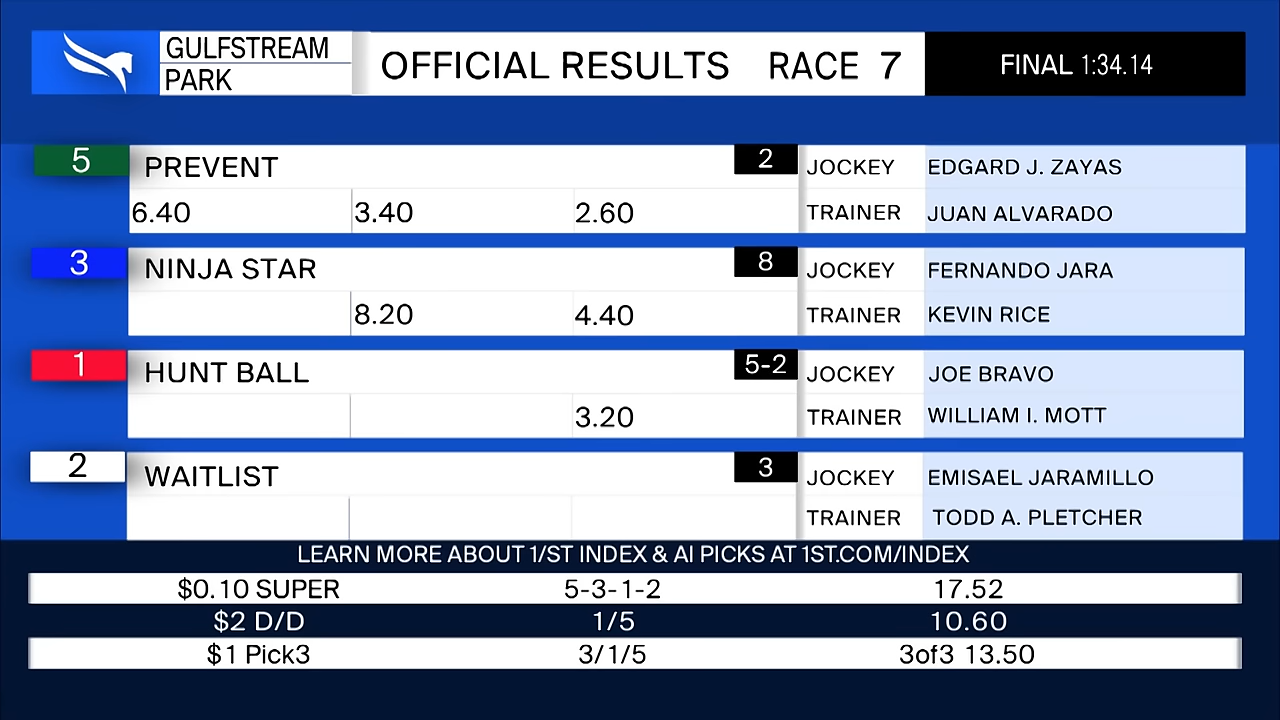 GULFSTREAM
PARK
OFFICIAL RESULTS RACE 7
FINAL 1:34.14
5 PREVENT 2 JOCKEY EDGARD J. ZAYAS
6.40 3.40 2.60 TRAINER JUAN ALVARADO
3 NINJA STAR 8 JOCKEY FERNANDO JARA
8.20 4.40 TRAINER KEVIN RICE
1 HUNT BALL 5-2 JOCKEY JOE BRAVO
3.20 TRAINER WILLIAM I. MOTT
2 WAITLIST 3 JOCKEY EMISAEL JARAMILLO
TRAINER TODD A. PLETCHER
LEARN MORE ABOUT 1/ST INDEX & AI PICKS AT 1ST.COM/INDEX
$0.10 SUPER 5-3-1-2 17.52
$2 D/D 1/5 10.60
$1 Pick3 3/1/5 3of3 13.50